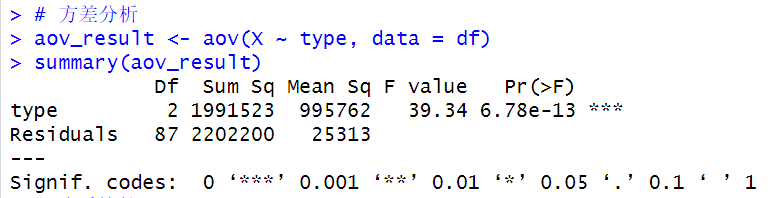 > # 方差分析
> aov_result <- aov(X ~ type, data = df)
> summary(aov_result)
            Df  Sum Sq Mean Sq F value   Pr(>F)    
type         2 1991523  995762   39.34 6.78e-13 ***
Residuals   87 2202200   25313                     
---
Signif. codes:  0 ‘***’ 0.001 ‘**’ 0.01 ‘*’ 0.05 ‘.’ 0.1 ‘ ’ 1